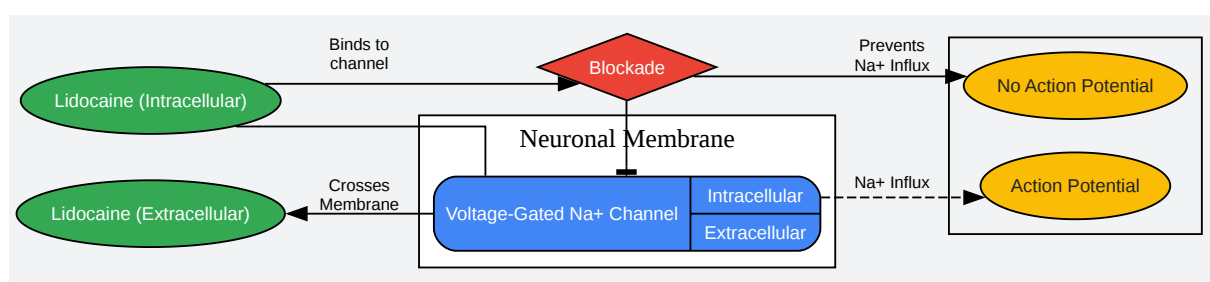 Binds to
channel
Blockade
Prevents
Na+ Influx
Lidocaine (Intracellular)
No Action Potential
Neuronal Membrane
Crosses
Membrane
Lidocaine (Extracellular)
Voltage-Gated Na+ Channel
Intracellular
Extracellular
Na+ Influx
Action Potential